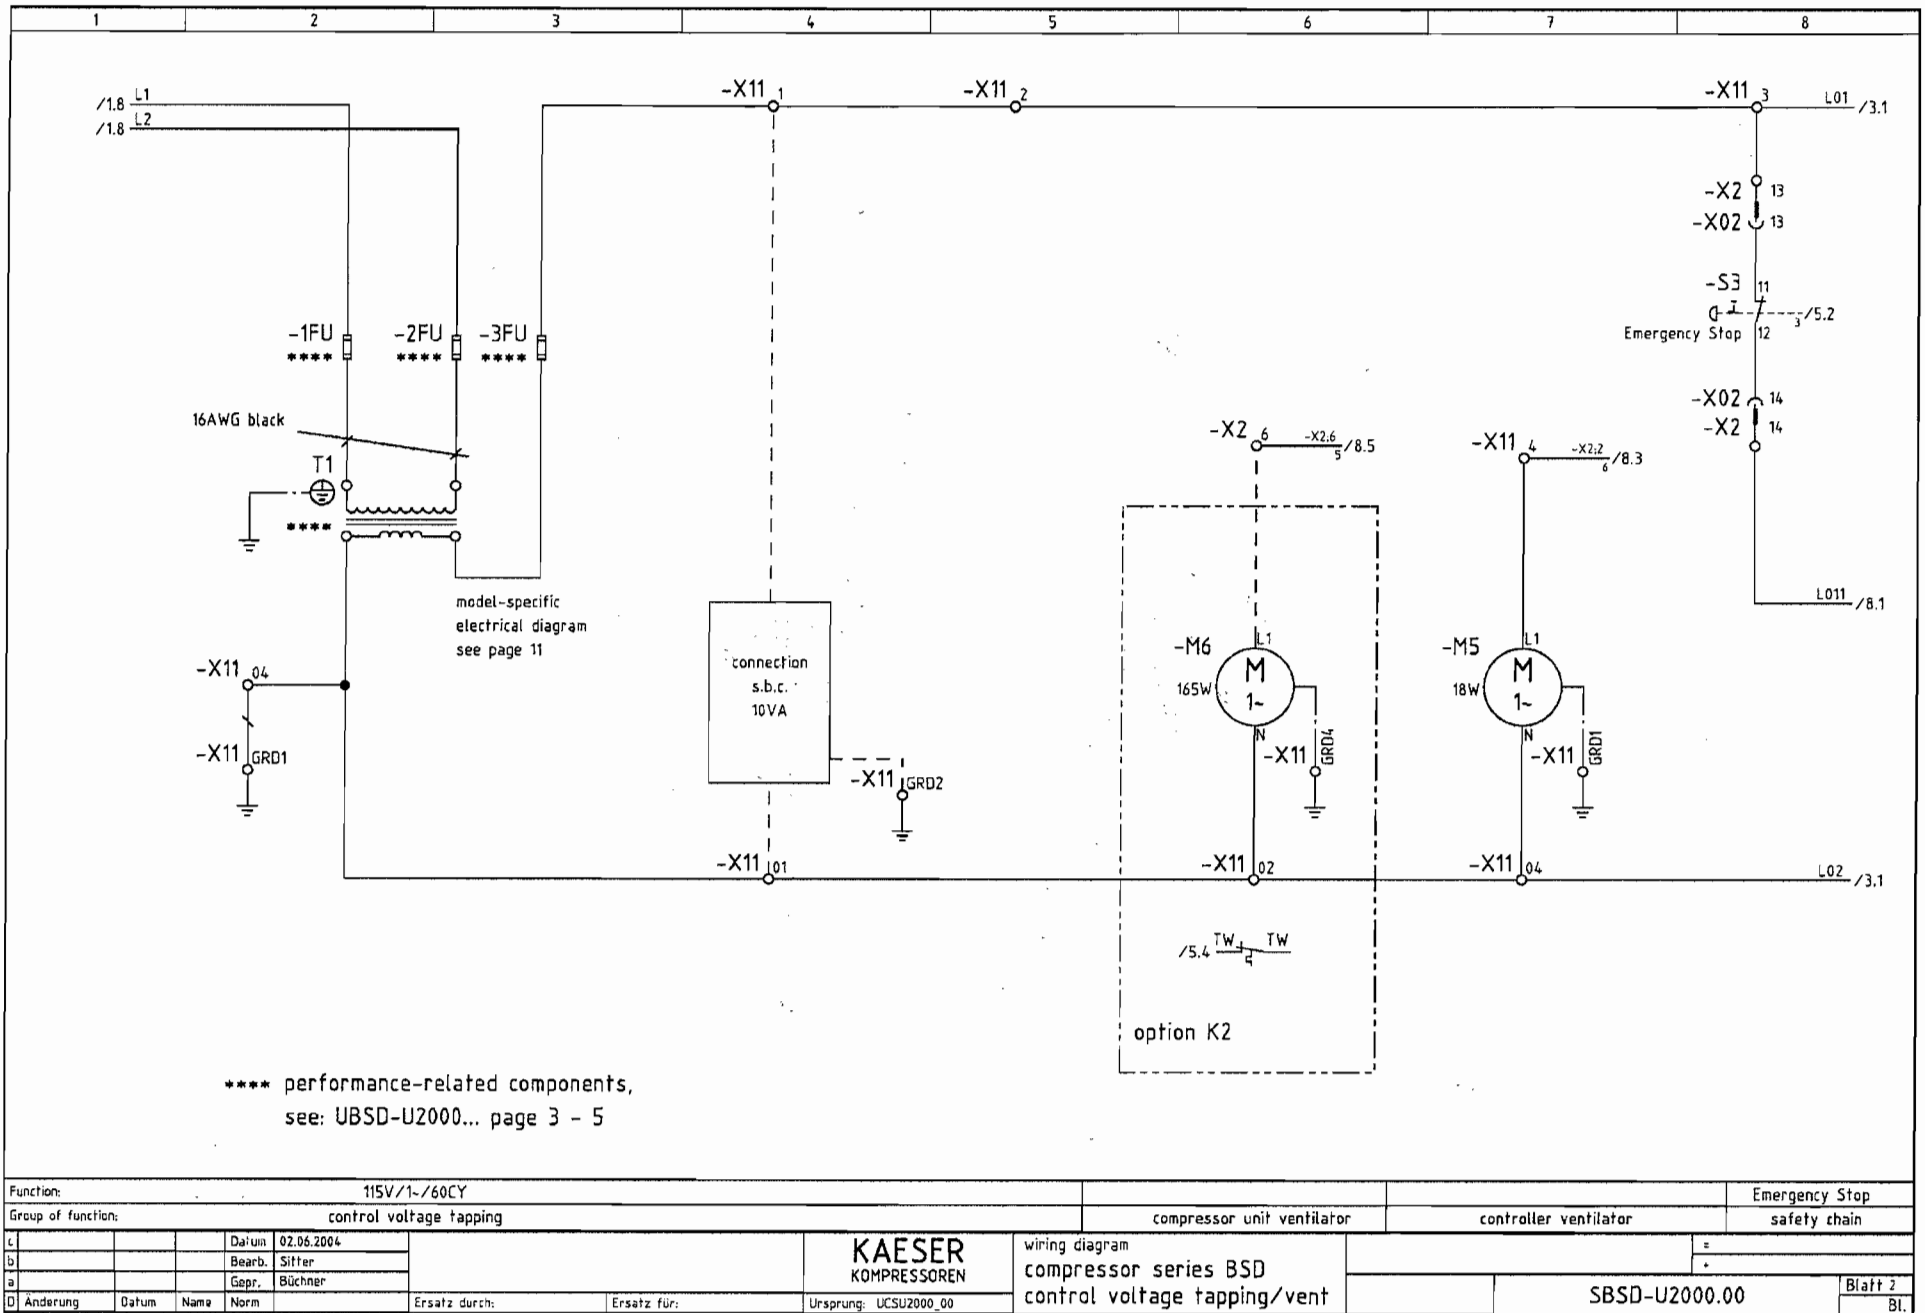 1 2 3 4 5 6 7 8
/1.8 L1
/1.8 L2
-X11 1
-X11 2
-X11 3
L01 /3.1
-X2 13
-X02 13
-S3 11
3 /5.2
Emergency Stop 12
-1FU
****
-2FU
****
-3FU
****
16AWG black
T1
****
-X02 14
-X2 14
-X2 6 -X2:6 5 /8.5
-X11 4 -X2:2 6 /8.3
L011 /8.1
model-specific
electrical diagram
see page 11
connection
s.b.c.
10VA
-X11 04
-X11 GRD1
-X11 GRD2
-M6 L1
165W M
1~
N
-X11 GRD4
-M5 L1
18W M
1~
N
-X11 GRD1
-X11 01
-X11 02
-X11 04
L02 /3.1
/5.4 TW TW
option K2
**** performance-related components,
see: UBSD-U2000... page 3 - 5
Function: 115V/1~/60CY Emergency Stop
Group of function: control voltage tapping compressor unit ventilator controller ventilator safety chain
c Datum 02.06.2004
b Bearb. Sitter
a Gepr. Büchner
D Änderung Datum Name Norm Ersatz durch: Ersatz für: Ursprung: UCSU2000_00
KAESER
KOMPRESSOREN
wiring diagram
compressor series BSD
control voltage tapping/vent
=
+
SBSD-U2000.00
Blatt 2
Bl.